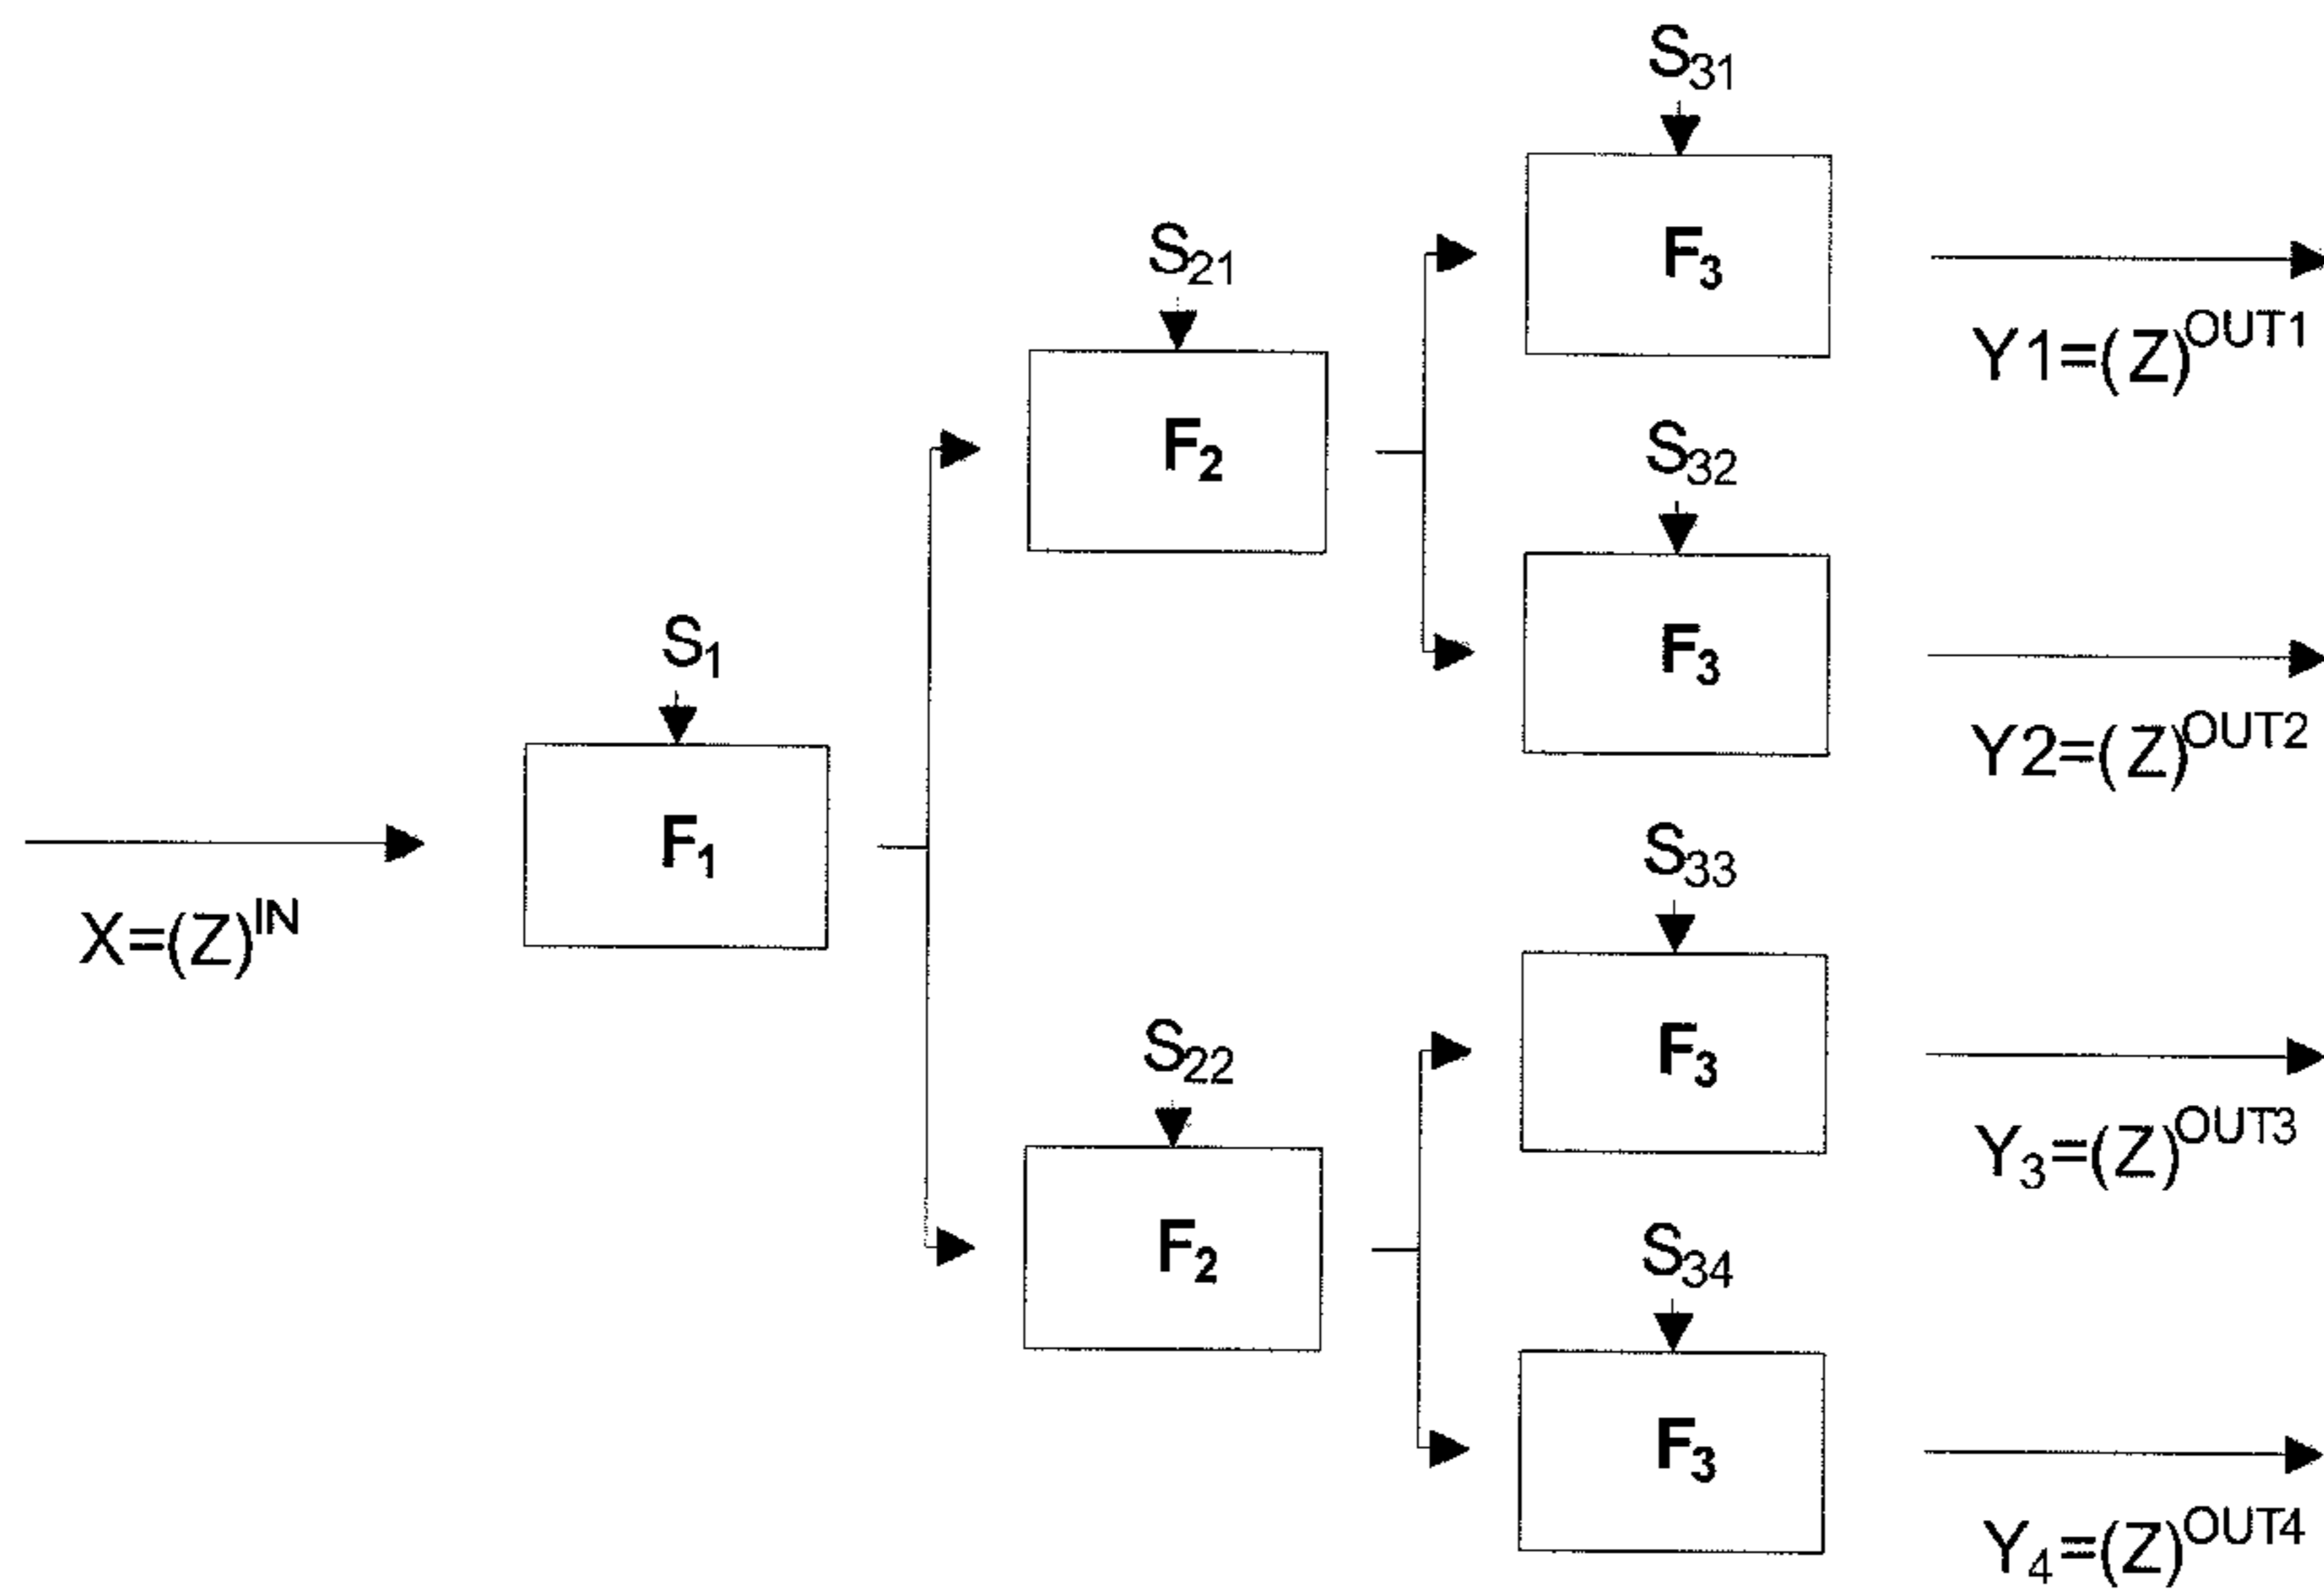 S₃₁
F₃
S₂₁
Y1=(Z)ᴼᵁᵀ¹
F₂
S₃₂
F₃
S₁
Y2=(Z)ᴼᵁᵀ²
F₁
S₃₃
X=(Z)ᴵᴺ
F₃
S₂₂
Y₃=(Z)ᴼᵁᵀ³
F₂
S₃₄
F₃
Y₄=(Z)ᴼᵁᵀ⁴